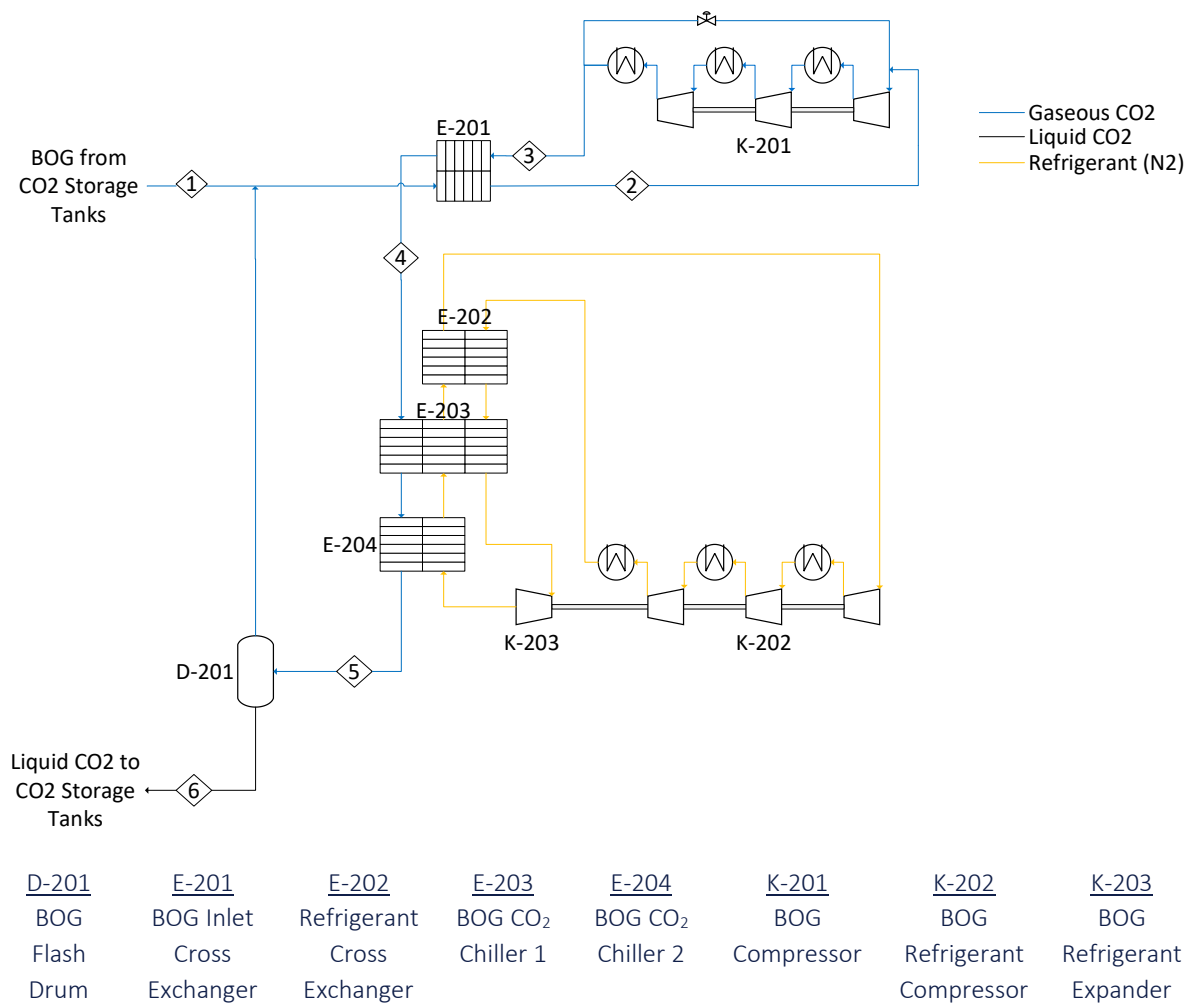 E-201
K-201
Gaseous CO2
Liquid CO2
Refrigerant (N2)
BOG from
CO2 Storage
Tanks
1
3
2
4
E-202
E-203
E-204
K-203
K-202
D-201
5
Liquid CO2 to
CO2 Storage
Tanks
6
D-201 E-201 E-202 E-203 E-204 K-201 K-202 K-203
BOG BOG Inlet Refrigerant BOG CO₂ BOG CO₂ BOG BOG BOG
Flash Cross Cross Chiller 1 Chiller 2 Compressor Refrigerant Refrigerant
Drum Exchanger Exchanger Compressor Expander